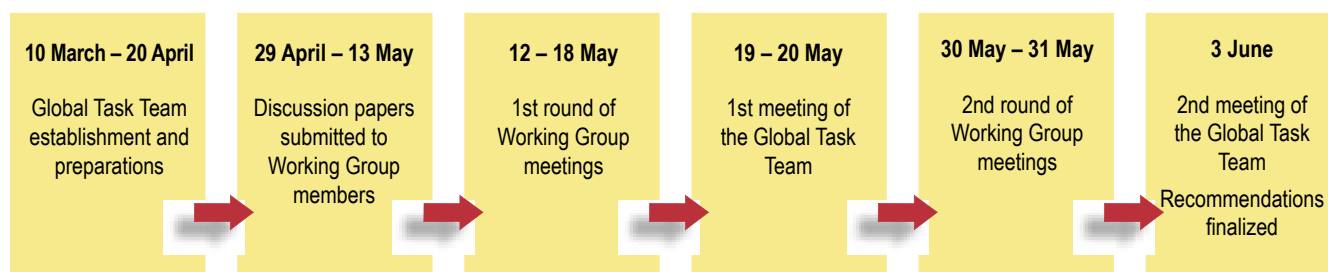 10 March – 20 April
Global Task Team
establishment and
preparations
29 April – 13 May
Discussion papers
submitted to
Working Group
members
12 – 18 May
1st round of
Working Group
meetings
19 – 20 May
1st meeting of
the Global Task
Team
30 May – 31 May
2nd round of
Working Group
meetings
3 June
2nd meeting of
the Global Task
Team
Recommendations
finalized